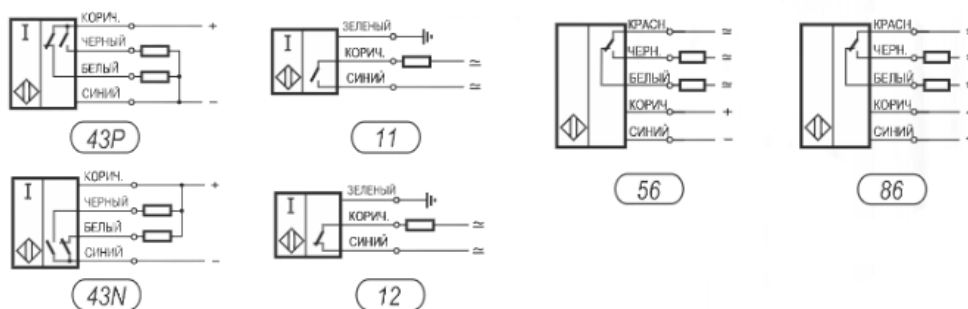 КОРИЧ. +
I
ЧЕРНЫЙ
БЕЛЫЙ
СИНИЙ −
43P
ЗЕЛЕНЫЙ
I
КОРИЧ. ≃
СИНИЙ ≃
11
КРАСН. ≃
ЧЕРН. ≃
БЕЛЫЙ ≃
КОРИЧ. +
СИНИЙ −
56
КРАСН.
ЧЕРН.
БЕЛЫЙ
КОРИЧ.
СИНИЙ
86
КОРИЧ. +
I
ЧЕРНЫЙ
БЕЛЫЙ
СИНИЙ −
43N
ЗЕЛЕНЫЙ
I
КОРИЧ. ≃
СИНИЙ ≃
12